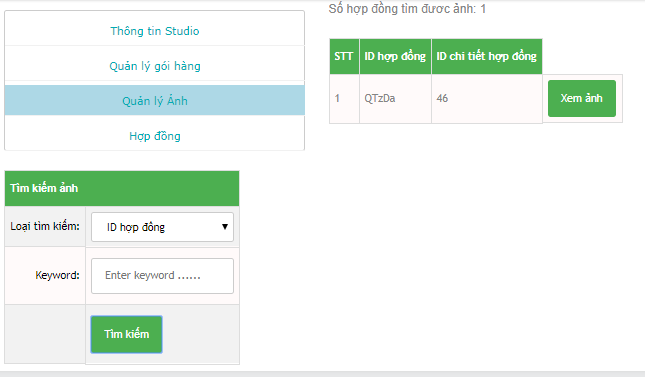 Thông tin Studio
Quản lý gói hàng
Quản lý Ảnh
Hợp đồng
Tìm kiếm ảnh
Loại tìm kiếm: ID hợp đồng
Keyword: Enter keyword ......
Tìm kiếm
Số hợp đồng tìm đươc ảnh: 1
STT ID hợp đồng ID chi tiết hợp đồng
1 QTzDa 46 Xem ảnh